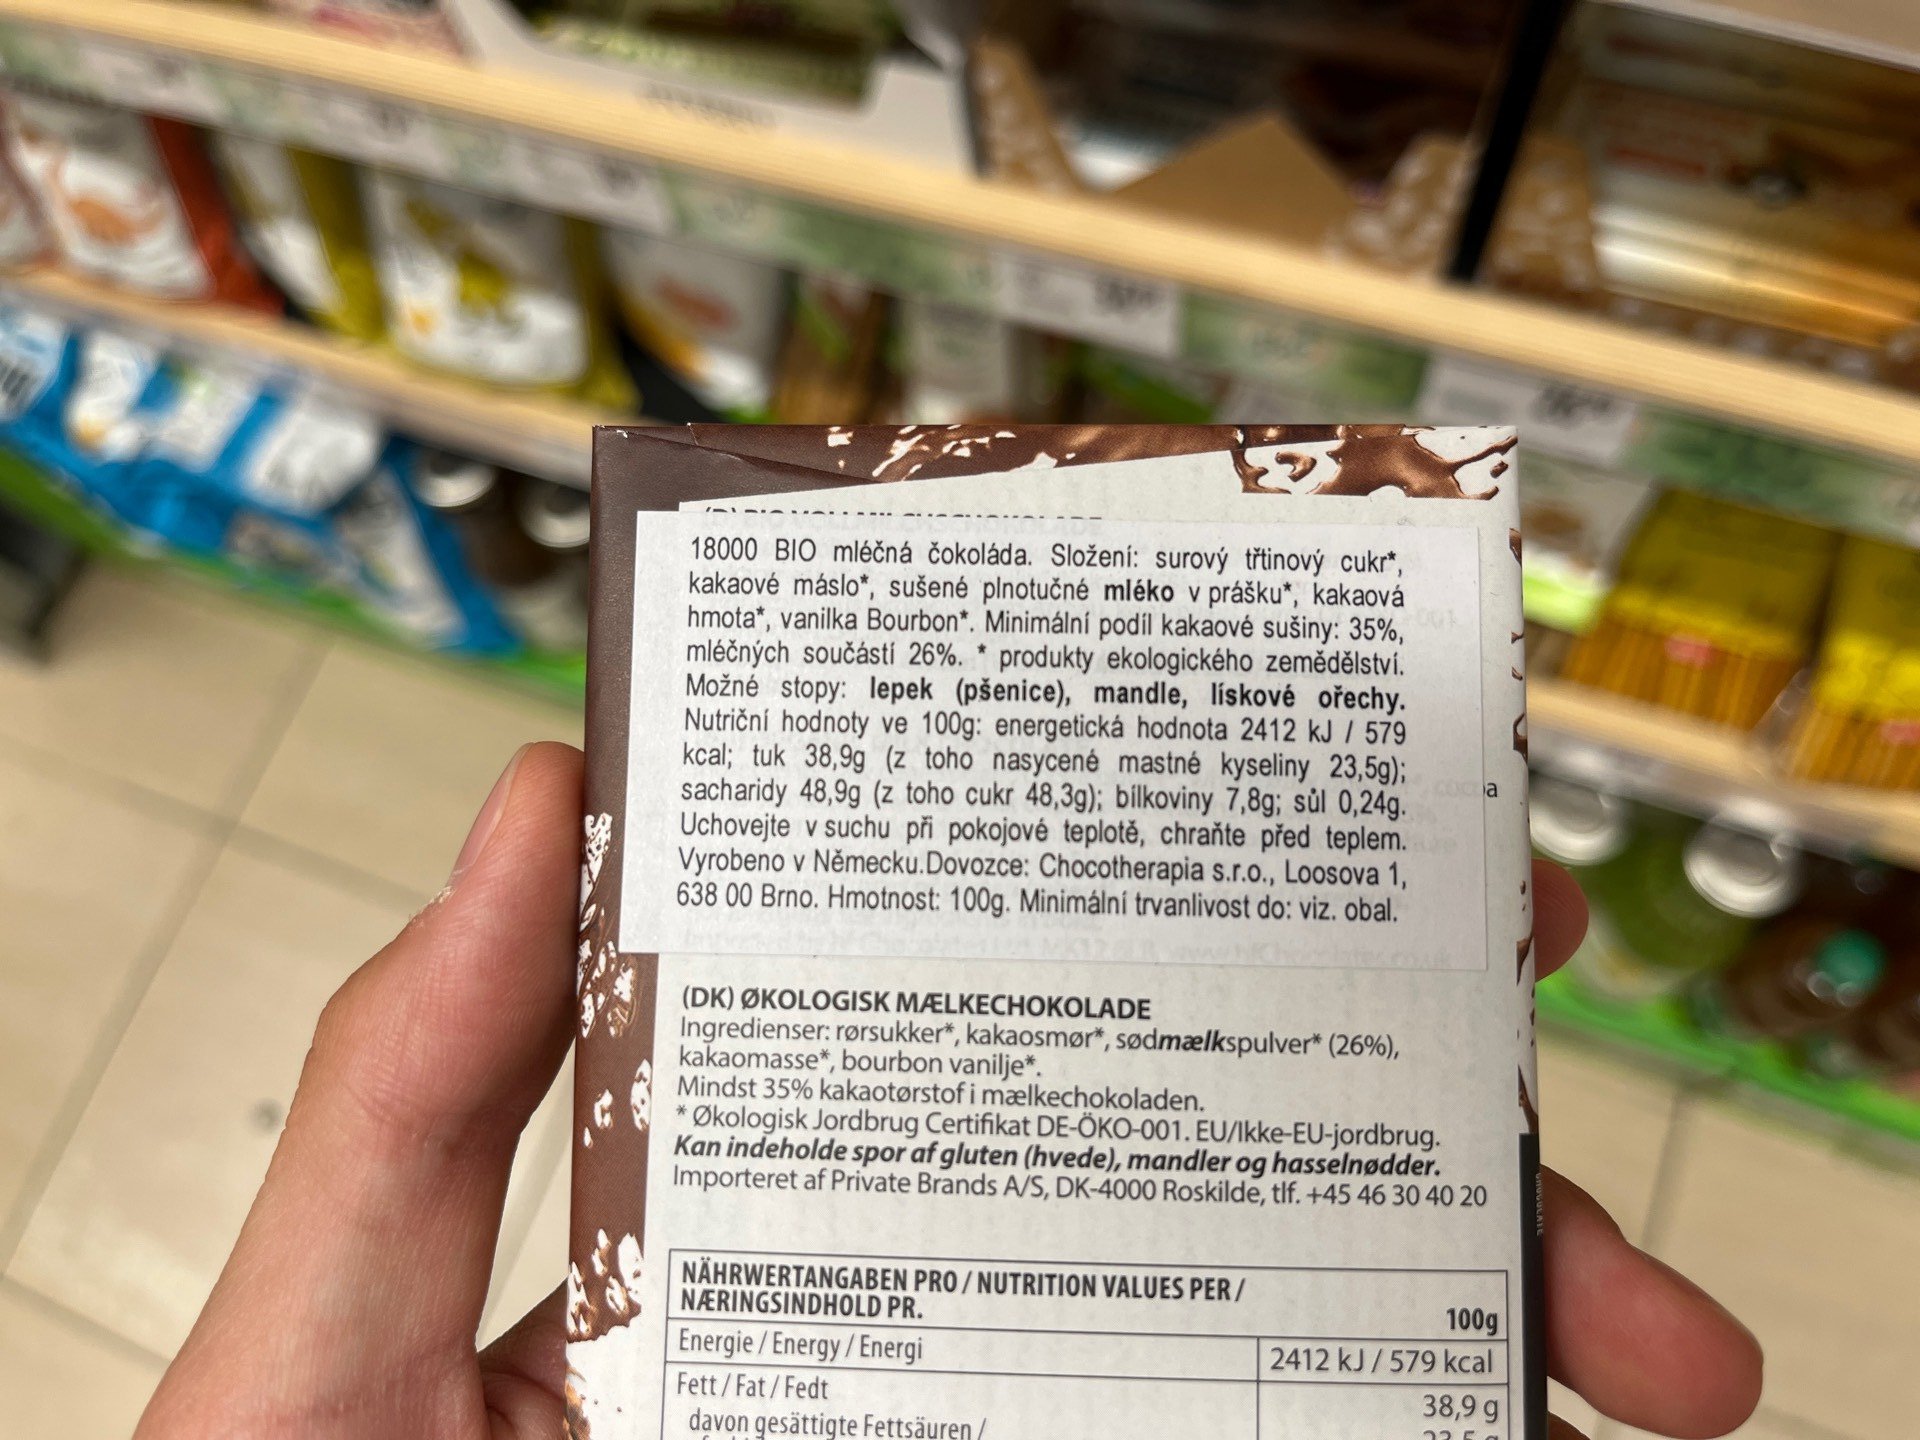 18000 BIO mléčná čokoláda. Složení: surový třtinový cukr*,
kakaové máslo*, sušené plnotučné mléko v prášku*, kakaová
hmota*, vanilka Bourbon*. Minimální podíl kakaové sušiny: 35%,
mléčných součástí 26%. * produkty ekologického zemědělství.
Možné stopy: lepek (pšenice), mandle, lískové ořechy.
Nutriční hodnoty ve 100g: energetická hodnota 2412 kJ / 579
kcal; tuk 38,9g (z toho nasycené mastné kyseliny 23,5g);
sacharidy 48,9g (z toho cukr 48,3g); bílkoviny 7,8g; sůl 0,24g.
Uchovejte v suchu při pokojové teplotě, chraňte před teplem.
Vyrobeno v Německu.Dovozce: Chocotherapia s.r.o., Loosova 1,
638 00 Brno. Hmotnost: 100g. Minimální trvanlivost do: viz. obal.
(DK) ØKOLOGISK MÆLKECHOKOLADE
Ingredienser: rørsukker*, kakaosmør*, sødmælkspulver* (26%),
kakaomasse*, bourbon vanilje*.
Mindst 35% kakaotørstof i mælkechokoladen.
* Økologisk Jordbrug Certifikat DE-ÖKO-001. EU/Ikke-EU-jordbrug.
Kan indeholde spor af gluten (hvede), mandler og hasselnødder.
Importeret af Private Brands A/S, DK-4000 Roskilde, tlf. +45 46 30 40 20
NÄHRWERTANGABEN PRO / NUTRITION VALUES PER /
NÆRINGSINDHOLD PR. 100g
Energie / Energy / Energi 2412 kJ / 579 kcal
Fett / Fat / Fedt 38,9 g
davon gesättigte Fettsäuren /